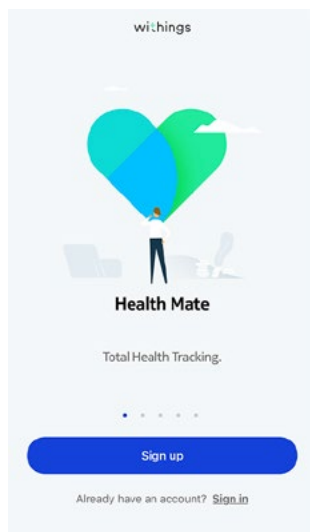 withings
Health Mate
Total Health Tracking.
Sign up
Already have an account? Sign in